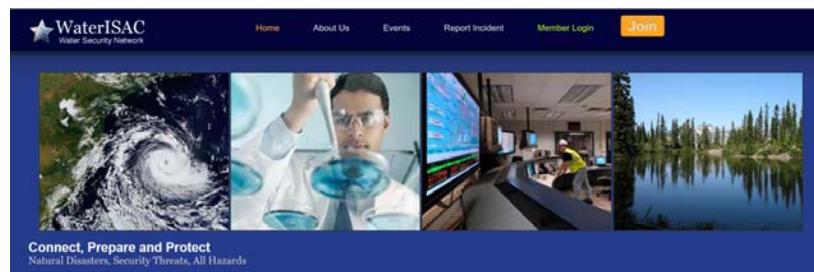 WaterISAC
Water Security Network
Home About Us Events Report Incident Member Login Join
Connect, Prepare and Protect
Natural Disasters, Security Threats, All Hazards